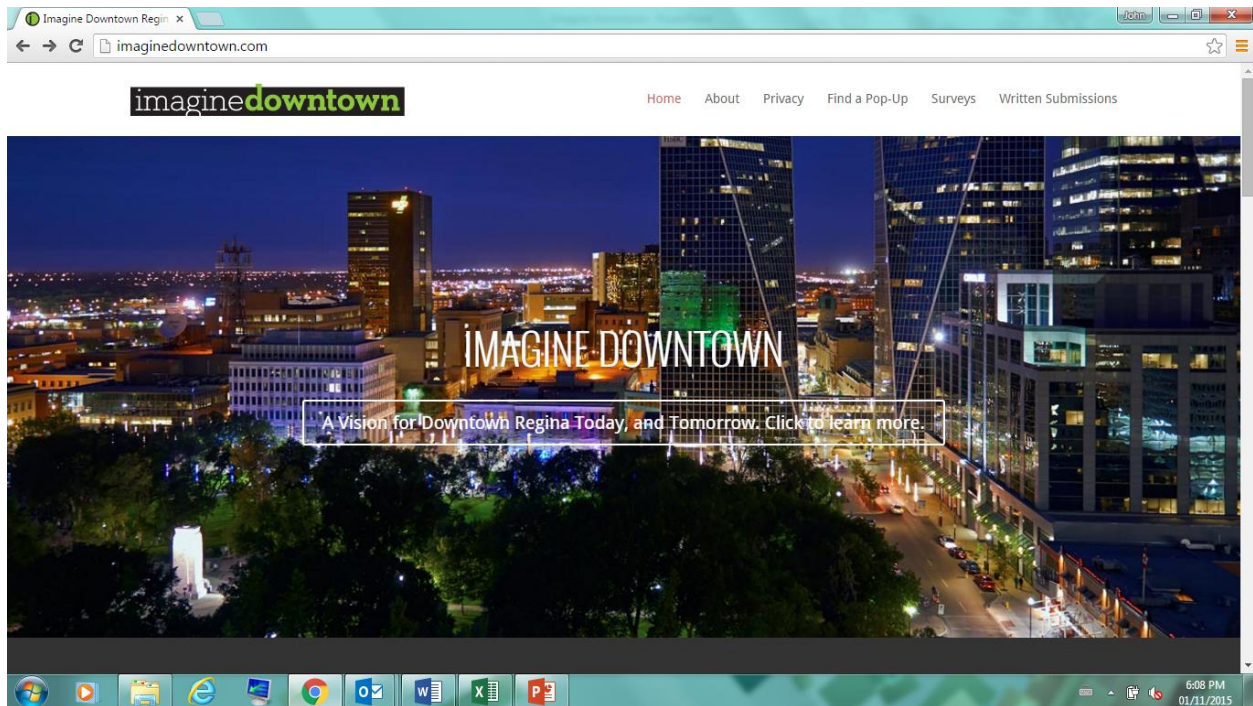 Imagine Downtown Regin
John
imaginedowntown.com
imaginedowntown
Home About Privacy Find a Pop-Up Surveys Written Submissions
IMAGINE DOWNTOWN
A Vision for Downtown Regina Today, and Tomorrow. Click to learn more.
6:08 PM
01/11/2015